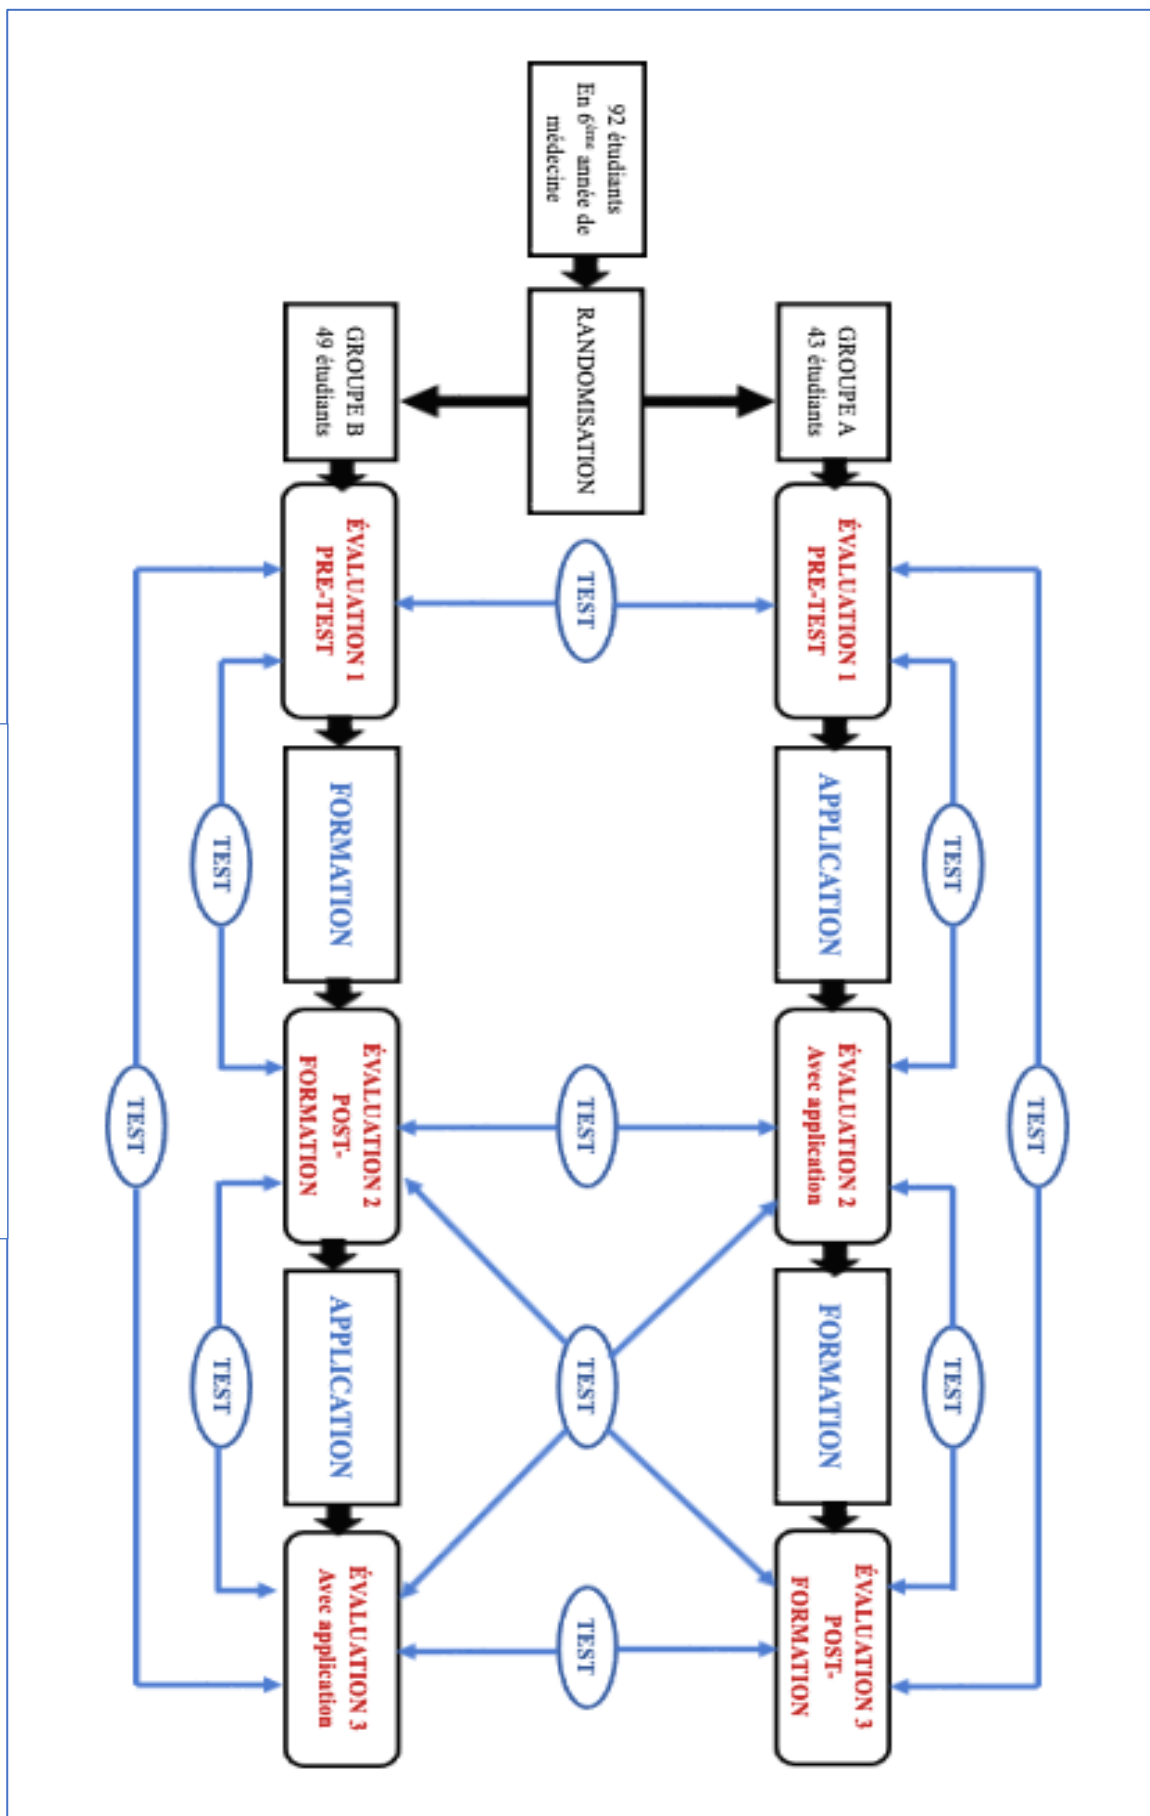 92 étudiants
En 6ème année de
médecine
RANDOMISATION
GROUPE A
43 étudiants
ÉVALUATION 1
PRE-TEST
APPLICATION
ÉVALUATION 2
Avec application
FORMATION
ÉVALUATION 3
POST-
FORMATION
TEST
TEST
TEST
TEST
TEST
TEST
TEST
GROUPE B
49 étudiants
ÉVALUATION 1
PRE-TEST
FORMATION
ÉVALUATION 2
POST-
FORMATION
APPLICATION
ÉVALUATION 3
Avec application
TEST
TEST
TEST